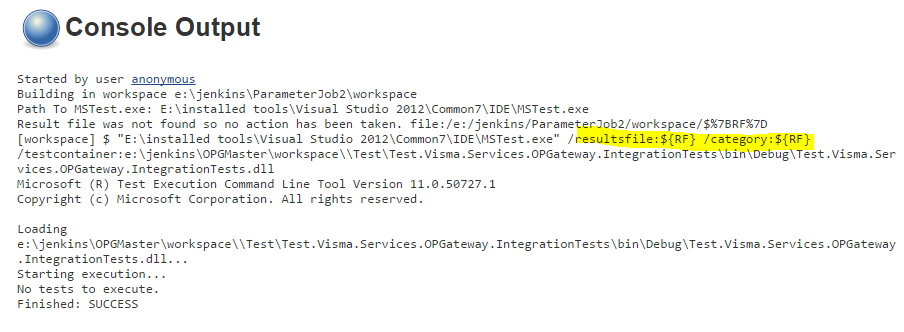 Console Output
Started by user anonymous
Building in workspace e:\jenkins\ParameterJob2\workspace
Path To MSTest.exe: E:\installed tools\Visual Studio 2012\Common7\IDE\MSTest.exe
Result file was not found so no action has been taken. file:/e:/jenkins/ParameterJob2/workspace/$%7BRF%7D
[workspace] $ "E:\installed tools\Visual Studio 2012\Common7\IDE\MSTest.exe" /resultsfile:${RF} /category:${RF}
/testcontainer:e:\jenkins\OPGMaster\workspace\\Test\Test.Visma.Services.OPGateway.IntegrationTests\bin\Debug\Test.Visma.Ser
vices.OPGateway.IntegrationTests.dll
Microsoft (R) Test Execution Command Line Tool Version 11.0.50727.1
Copyright (c) Microsoft Corporation. All rights reserved.
Loading
e:\jenkins\OPGMaster\workspace\\Test\Test.Visma.Services.OPGateway.IntegrationTests\bin\Debug\Test.Visma.Services.OPGateway
.IntegrationTests.dll...
Starting execution...
No tests to execute.
Finished: SUCCESS